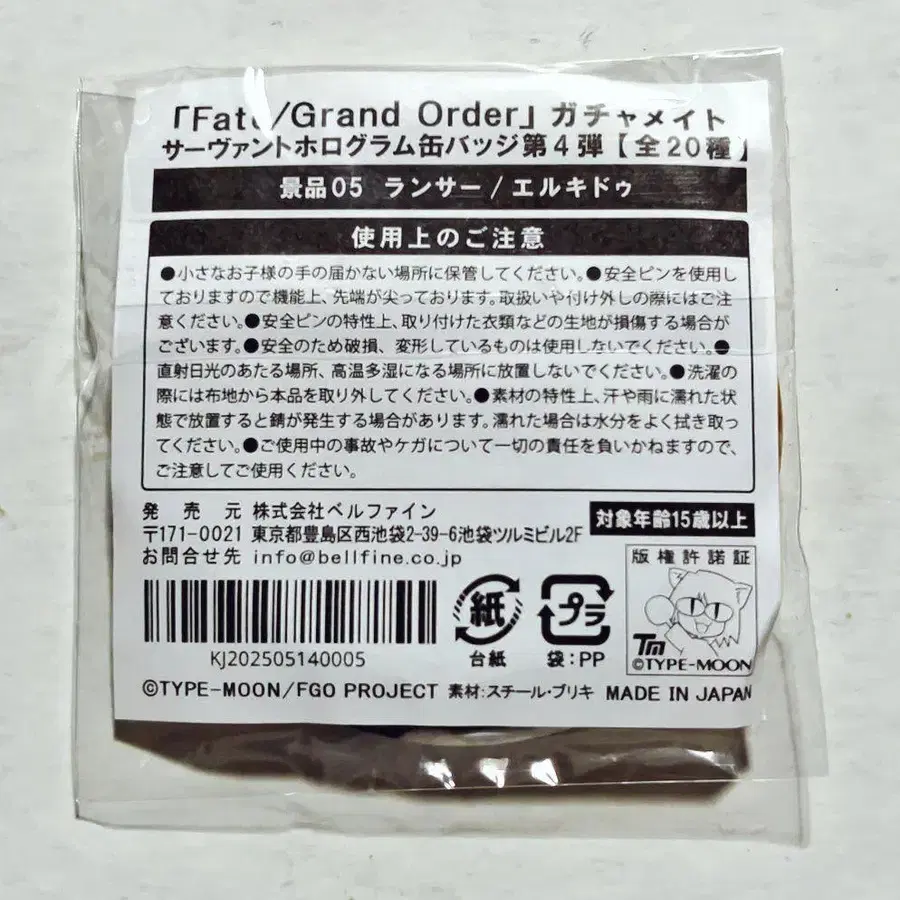 「Fate/Grand Order」ガチャメイト
サーヴァントホログラム缶バッジ第4弾【全20種】
景品05 ランサー/エルキドゥ
使用上のご注意
●小さなお子様の手の届かない場所に保管してください。●安全ピンを使用し
ておりますので機能上、先端が尖っております。取扱いや付け外しの際にはご注
意ください。●安全ピンの特性上、取り付けた衣類などの生地が損傷する場合が
ございます。●安全のため破損、変形しているものは使用しないでください。●
直射日光のあたる場所、高温多湿になる場所に放置しないでください。●洗濯の
際には布地から本品を取り外してください。●素材の特性上、汗や雨に濡れた状
態で放置すると錆が発生する場合があります。濡れた場合は水分をよく拭き取っ
てください。●ご使用中の事故やケガについて一切の責任を負いかねますので、
ご注意してご使用ください。
発売元 株式会社ベルファイン
〒171-0021 東京都豊島区西池袋2-39-6池袋ツルミビル2F
お問合せ先 info@bellfine.co.jp
対象年齢15歳以上
版権許諾証
TM
©TYPE-MOON
紙
台紙
プラ
袋:PP
KJ202505140005
©TYPE-MOON/FGO PROJECT 素材:スチール・ブリキ MADE IN JAPAN